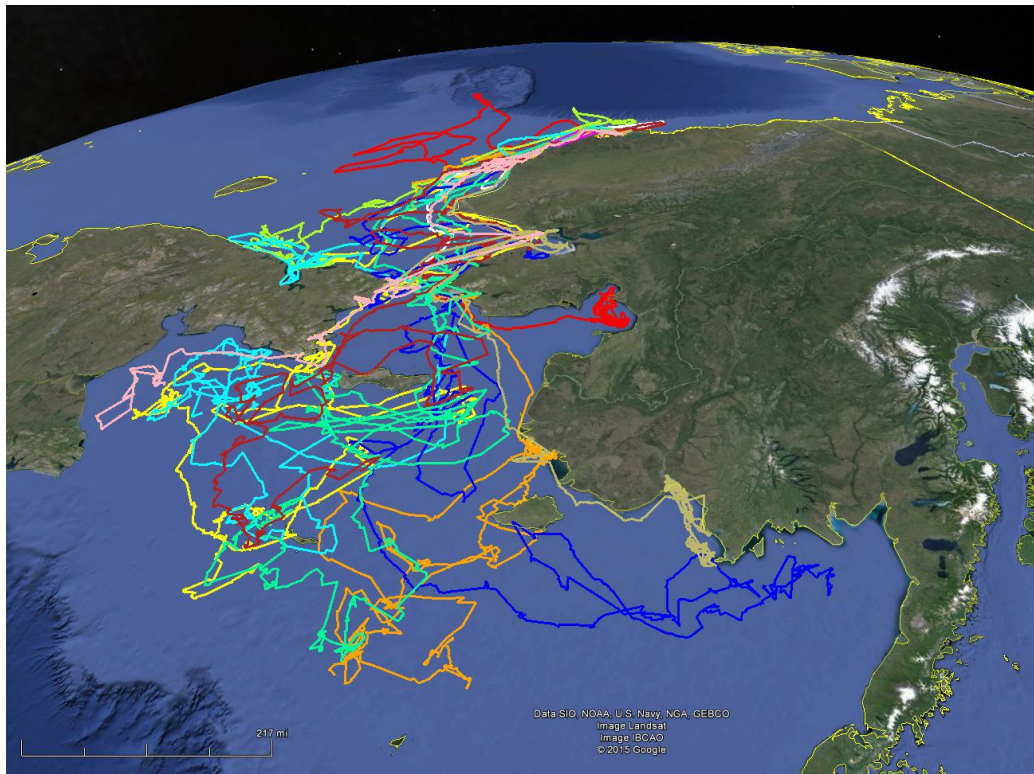 Data SIO, NOAA, U.S. Navy, NGA, GEBCO
Image Landsat
Image IBCAO
© 2015 Google
217 mi